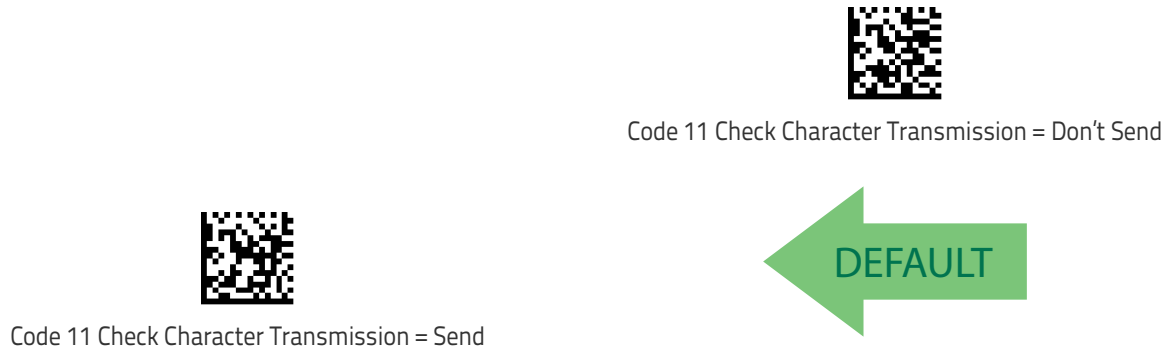 Code 11 Check Character Transmission = Don’t Send
DEFAULT
Code 11 Check Character Transmission = Send